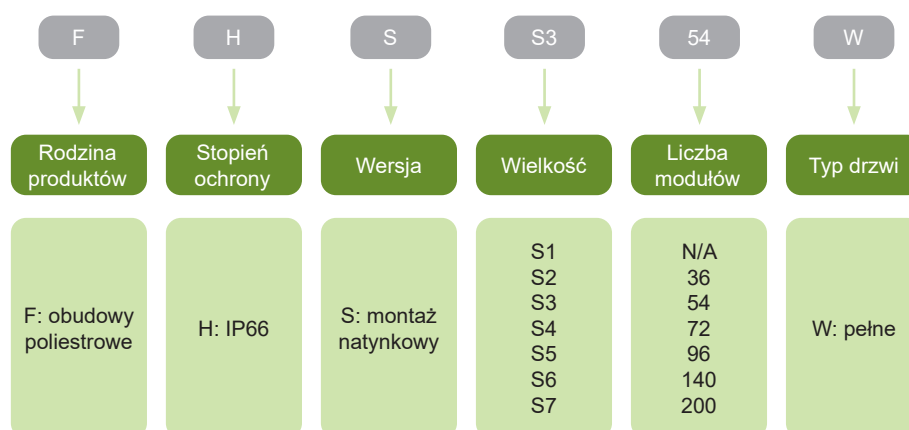 F
H
S
S3
54
W
Rodzina
produktów
Stopień
ochrony
Wersja
Wielkość
Liczba
modułów
Typ drzwi
F: obudowy
poliestrowe
H: IP66
S: montaż
natynkowy
S1
S2
S3
S4
S5
S6
S7
N/A
36
54
72
96
140
200
W: pełne